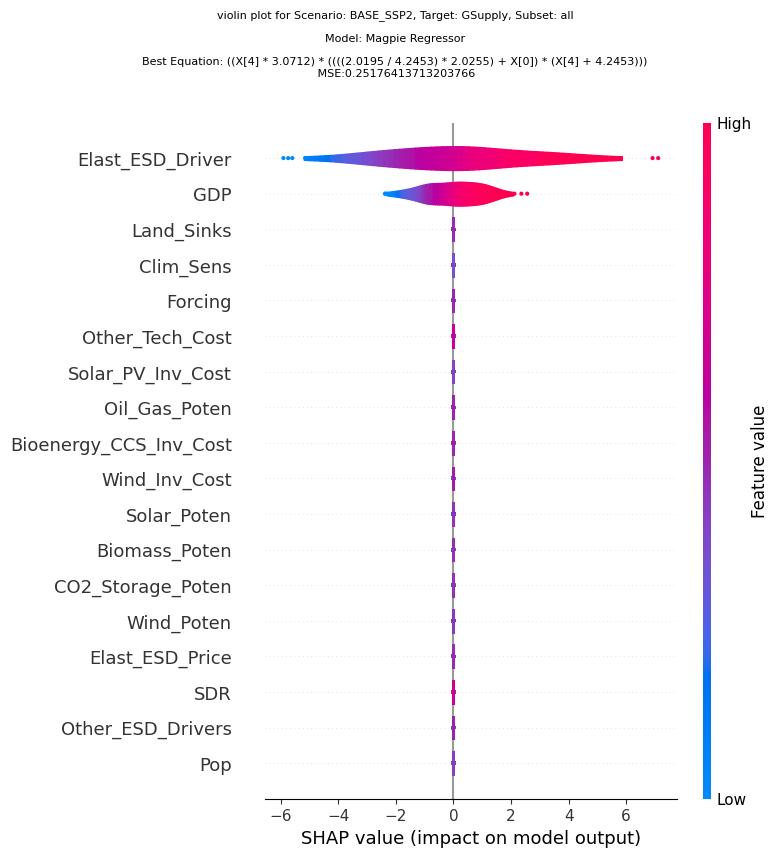 violin plot for Scenario: BASE_SSP2, Target: GSupply, Subset: all
Model: Magpie Regressor
Best Equation: ((X[4] * 3.0712) * ((((2.0195 / 4.2453) * 2.0255) + X[0]) * (X[4] + 4.2453)))
MSE:0.25176413713203766
High
Elast_ESD_Driver
GDP
Land_Sinks
Clim_Sens
Forcing
Other_Tech_Cost
Solar_PV_Inv_Cost
Oil_Gas_Poten
Bioenergy_CCS_Inv_Cost
Wind_Inv_Cost
Solar_Poten
Biomass_Poten
CO2_Storage_Poten
Wind_Poten
Elast_ESD_Price
SDR
Other_ESD_Drivers
Pop
Feature value
Low
−6 −4 −2 0 2 4 6
SHAP value (impact on model output)